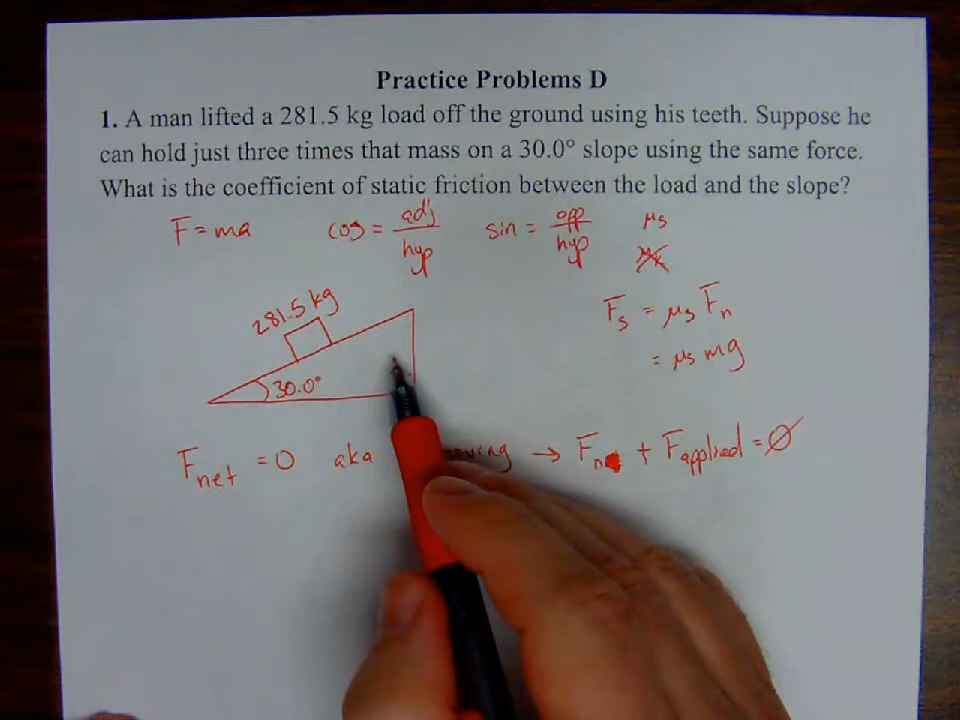 Practice Problems D
1. A man lifted a 281.5 kg load off the ground using his teeth. Suppose he
can hold just three times that mass on a 30.0° slope using the same force.
What is the coefficient of static friction between the load and the slope?
F = ma cos = adj/hyp sin = opp/hyp μs
281.5 kg
30.0°
Fs = μs Fn
= μs mg
Fnet = 0 aka → Fn + Fapplied = 0